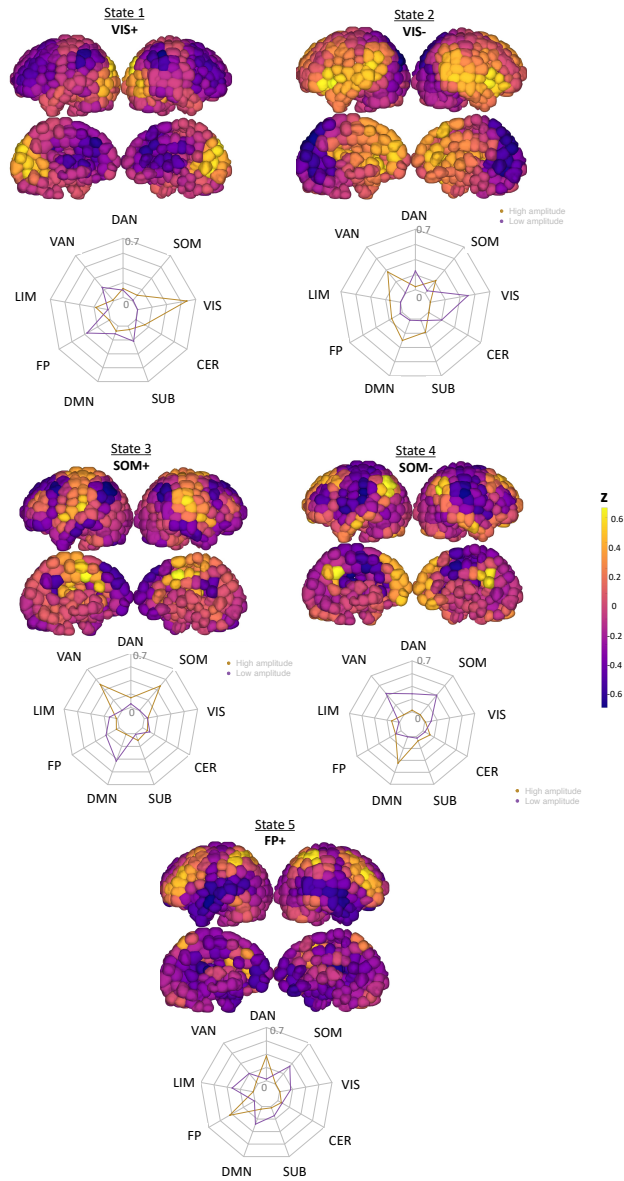 State 1
VIS+
State 2
VIS-
DAN
0.7
SOM
VIS
CER
SUB
DMN
FP
LIM
VAN
0
DAN
0.7
SOM
VIS
CER
SUB
DMN
FP
LIM
VAN
0
High amplitude
Low amplitude
State 3
SOM+
State 4
SOM-
z
0.6
0.4
0.2
0
-0.2
-0.4
-0.6
DAN
0.7
SOM
VIS
CER
SUB
DMN
FP
LIM
VAN
0
High amplitude
Low amplitude
DAN
0.7
SOM
VIS
CER
SUB
DMN
FP
LIM
VAN
0
High amplitude
Low amplitude
State 5
FP+
DAN
0.7
SOM
VIS
CER
SUB
DMN
FP
LIM
VAN
0